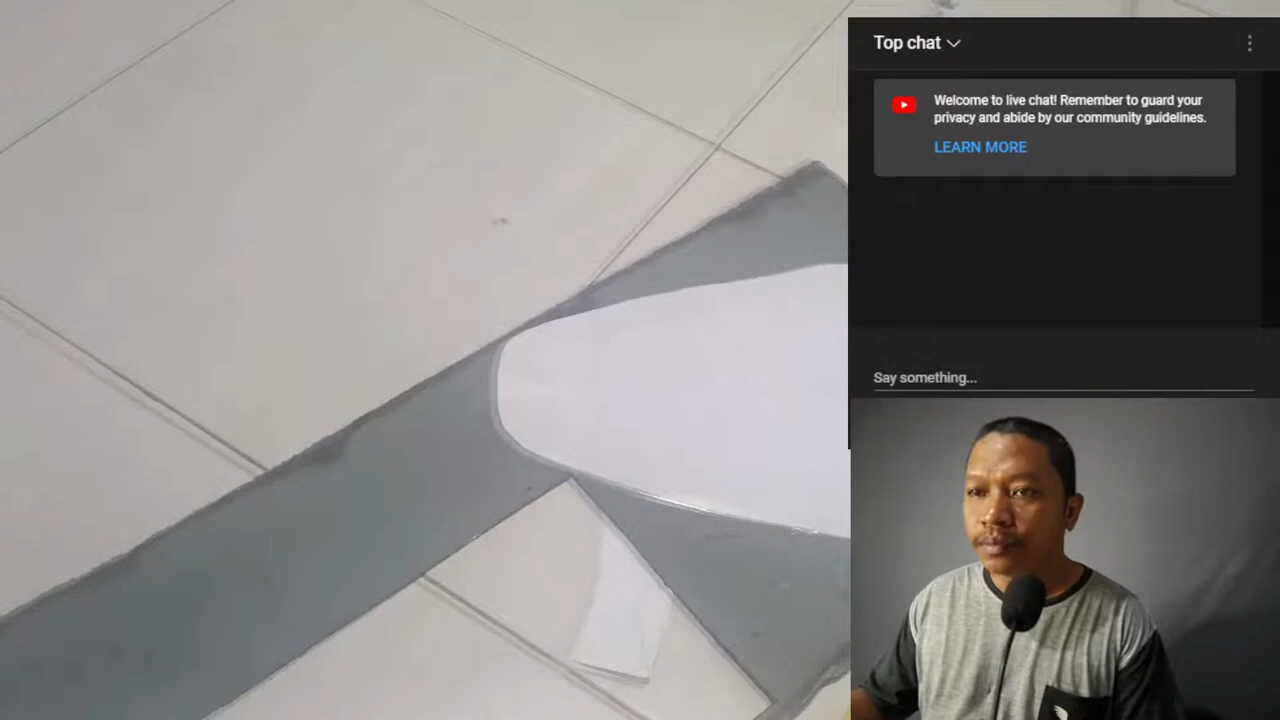 Top chat
Welcome to live chat! Remember to guard your
privacy and abide by our community guidelines.
LEARN MORE
Say something...